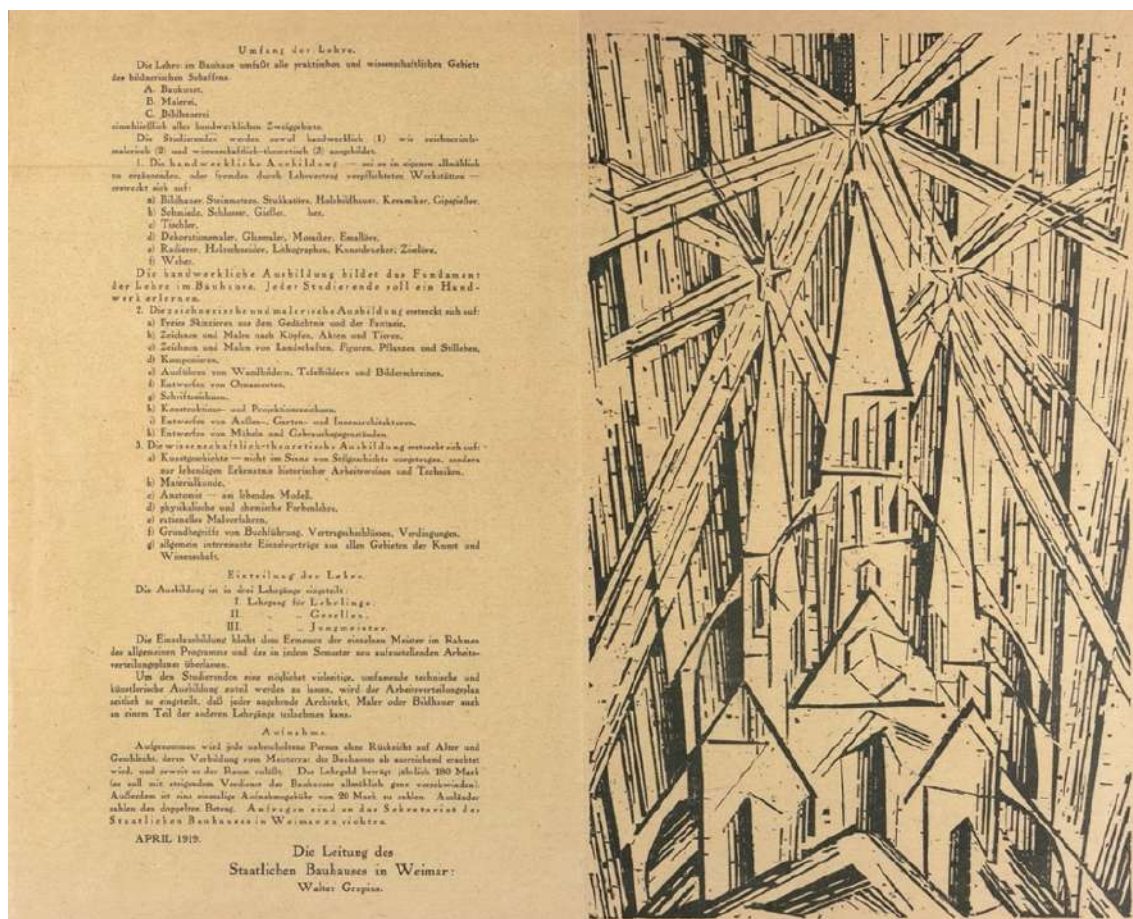 Umfang der Lehre.
Die Lehre im Bauhaus umfaßt alle praktischen und wissenschaftlichen Gebiete
des bildnerischen Schaffens.
A. Baukunst,
B. Malerei,
C. Bildhauerei
einschließlich aller handwerklichen Zweiggebiete.
Die Studierenden werden sowohl handwerklich (1) wie zeichnerisch-
malerisch (2) und wissenschaftlich-theoretisch (3) ausgebildet.
1. Die handwerkliche Ausbildung — sei es in eigenen allmählich
zu ergänzenden, oder fremden durch Lehrvertrag verpflichteten Werkstätten —
erstreckt sich auf:
a) Bildhauer, Steinmetzen, Stukkatöre, Holzbildhauer, Keramiker, Gipsgießer,
b) Schmiede, Schlosser, Gießer,
c) Tischler,
d) Dekorationsmaler, Glasmaler, Mosaiker, Emallöre,
e) Radierer, Holzschneider, Lithographen, Kunstdrucker, Ziselöre,
f) Weber.
Die handwerkliche Ausbildung bildet das Fundament
der Lehre im Bauhause. Jeder Studierende soll ein Hand-
werk erlernen.
2. Die zeichnerische und malerische Ausbildung erstreckt sich auf:
a) Freies Skizzieren aus dem Gedächtnis und der Fantasie,
b) Zeichnen und Malen nach Köpfen, Akten und Tieren,
c) Zeichnen und Malen von Landschaften, Figuren, Pflanzen und Stilleben,
d) Komponieren,
e) Ausführen von Wandbildern, Tafelbildern und Bilderschreinen,
f) Entwerfen von Ornamenten,
g) Schriftzeichnen,
h) Konstruktions- und Projektionszeichnen,
i) Entwerfen von Außen-, Garten- und Innenarchitekturen,
k) Entwerfen von Möbeln und Gebrauchsgegenständen.
3. Die wissenschaftlich-theoretische Ausbildung erstreckt sich auf:
a) Kunstgeschichte — nicht im Sinne von Stilgeschichte vorgetragen, sondern
zur lebendigen Erkenntnis historischer Arbeitsweisen und Techniken,
b) Materialkunde,
c) Anatomie — am lebenden Modell,
d) physikalische und chemische Farbenlehre,
e) rationelles Malverfahren,
f) Grundbegriffe von Buchführung, Vertragsabschlüssen, Verdingungen,
g) allgemein interessante Einzelvorträge aus allen Gebieten der Kunst und
Wissenschaft.
Einteilung der Lehre.
Die Ausbildung ist in drei Lehrgänge eingeteilt:
I. Lehrgang für Lehrlinge,
II. „ „ Gesellen,
III. „ „ Jungmeister.
Die Einzelausbildung bleibt dem Ermessen der einzelnen Meister im Rahmen
des allgemeinen Programms und des in jedem Semester neu aufzustellenden Arbeits-
verteilungsplanes überlassen.
Um den Studierenden eine möglichst vielseitige, umfassende technische und
künstlerische Ausbildung zuteil werden zu lassen, wird der Arbeitsverteilungsplan
zeitlich so eingeteilt, daß jeder angehende Architekt, Maler oder Bildhauer auch
an einem Teil der anderen Lehrgänge teilnehmen kann.
Aufnahme.
Aufgenommen wird jede unbescholtene Person ohne Rücksicht auf Alter und
Geschlecht, deren Vorbildung vom Meisterrat des Bauhauses als ausreichend erachtet
wird, und soweit es der Raum zuläßt. Das Lehrgeld beträgt jährlich 180 Mark
(es soll mit steigendem Verdienst des Bauhauses allmählich ganz verschwinden).
Außerdem ist eine einmalige Aufnahmegebühr von 20 Mark zu zahlen. Ausländer
zahlen den doppelten Betrag. Anfragen sind an das Sekretariat des
Staatlichen Bauhauses in Weimar zu richten.
APRIL 1919.
Die Leitung des
Staatlichen Bauhauses in Weimar:
Walter Gropius.